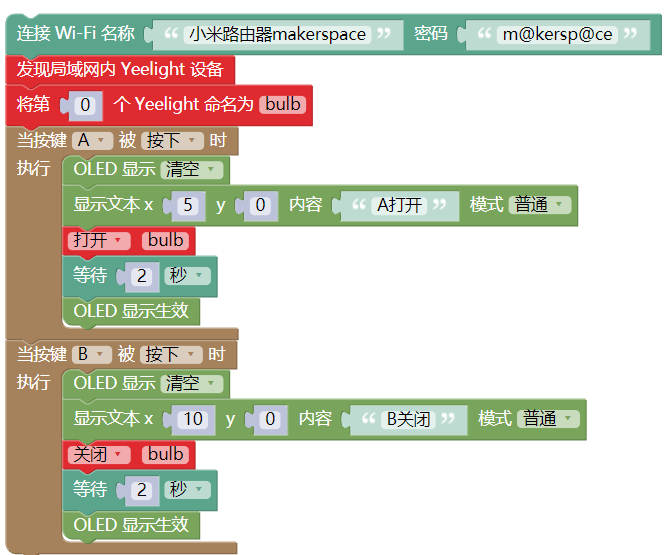 连接 Wi-Fi 名称 “ 小米路由器makerspace ” 密码 “ m@kersp@ce ”
发现局域网内 Yeelight 设备
将第 0 个 Yeelight 命名为 bulb
当按键 A 被 按下 时
执行 OLED 显示 清空
显示文本 x 5 y 0 内容 “ A打开 ” 模式 普通
打开 bulb
等待 2 秒
OLED 显示生效
当按键 B 被 按下 时
执行 OLED 显示 清空
显示文本 x 10 y 0 内容 “ B关闭 ” 模式 普通
关闭 bulb
等待 2 秒
OLED 显示生效